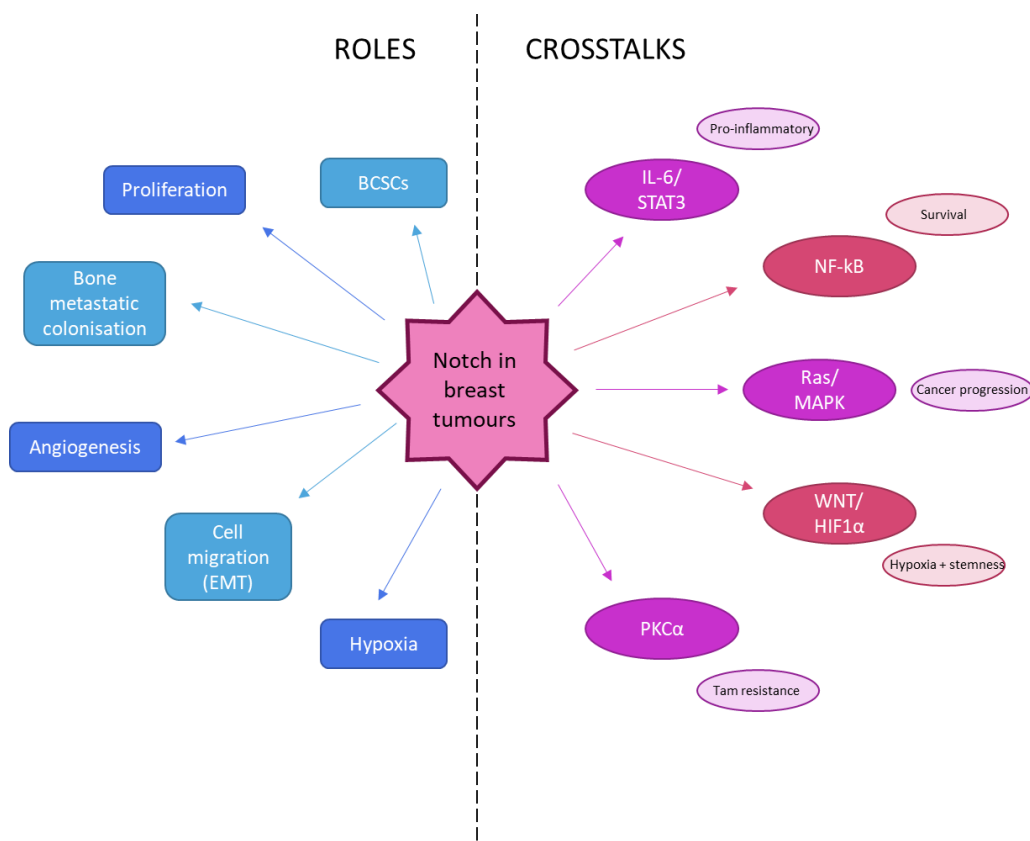 ROLES
CROSSTALKS
Proliferation
BCSCs
Bone
metastatic
colonisation
Angiogenesis
Cell
migration
(EMT)
Hypoxia
Notch in
breast
tumours
Pro-inflammatory
IL-6/
STAT3
Survival
NF-kB
Ras/
MAPK
Cancer progression
WNT/
HIF1α
Hypoxia + stemness
PKCα
Tam resistance